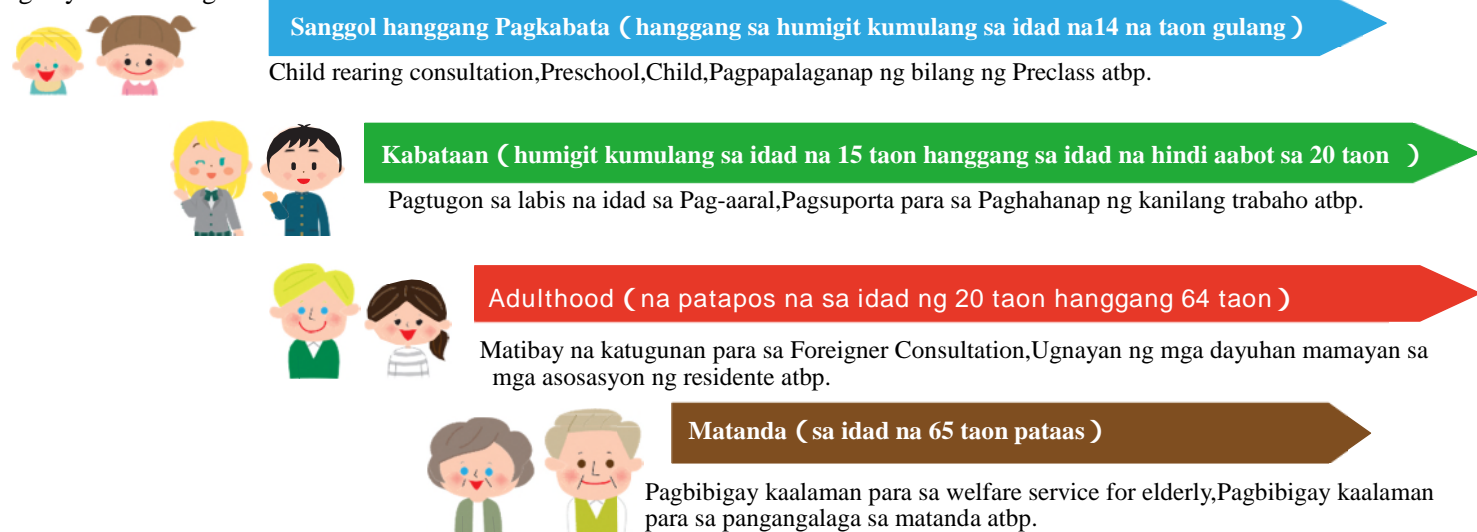 Sanggol hanggang Pagkabata（hanggang sa humigit kumulang sa idad na14 na taon gulang）
Child rearing consultation,Preschool,Child,Pagpapalaganap ng bilang ng Preclass atbp.
Kabataan（humigit kumulang sa idad na 15 taon hanggang sa idad na hindi aabot sa 20 taon ）
Pagtugon sa labis na idad sa Pag-aaral,Pagsuporta para sa Paghahanap ng kanilang trabaho atbp.
Adulthood（na patapos na sa idad ng 20 taon hanggang 64 taon）
Matibay na katugunan para sa Foreigner Consultation,Ugnayan ng mga dayuhan mamayan sa
mga asosasyon ng residente atbp.
Matanda（sa idad na 65 taon pataas）
Pagbibigay kaalaman para sa welfare service for elderly,Pagbibigay kaalaman
para sa pangangalaga sa matanda atbp.